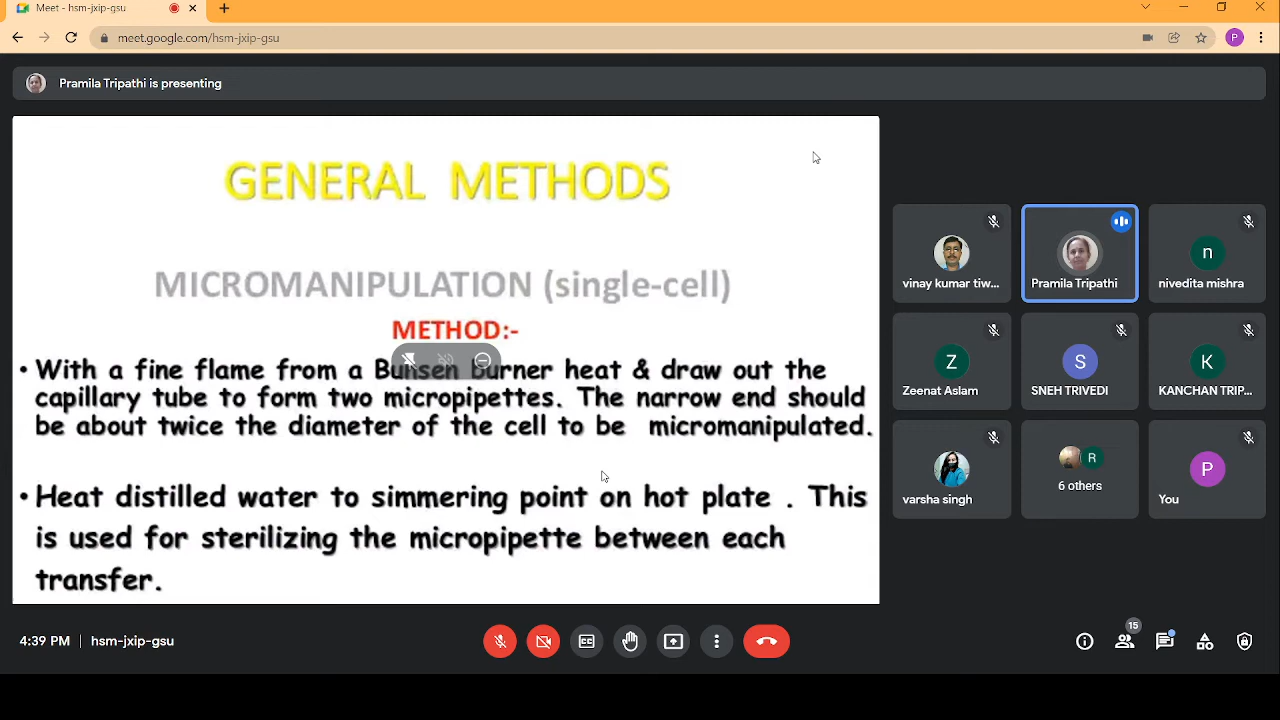 Meet - hsm-jxip-gsu
meet.google.com/hsm-jxip-gsu
P
Pramila Tripathi is presenting
GENERAL METHODS
MICROMANIPULATION (single-cell)
METHOD:-
• With a fine flame from a Bunsen burner heat & draw out the
capillary tube to form two micropipettes. The narrow end should
be about twice the diameter of the cell to be micromanipulated.
• Heat distilled water to simmering point on hot plate . This
is used for sterilizing the micropipette between each
transfer.
vinay kumar tiw...
Pramila Tripathi
n
nivedita mishra
Z
Zeenat Aslam
S
SNEH TRIVEDI
K
KANCHAN TRIP...
varsha singh
R
6 others
P
You
4:39 PM | hsm-jxip-gsu
CC
15